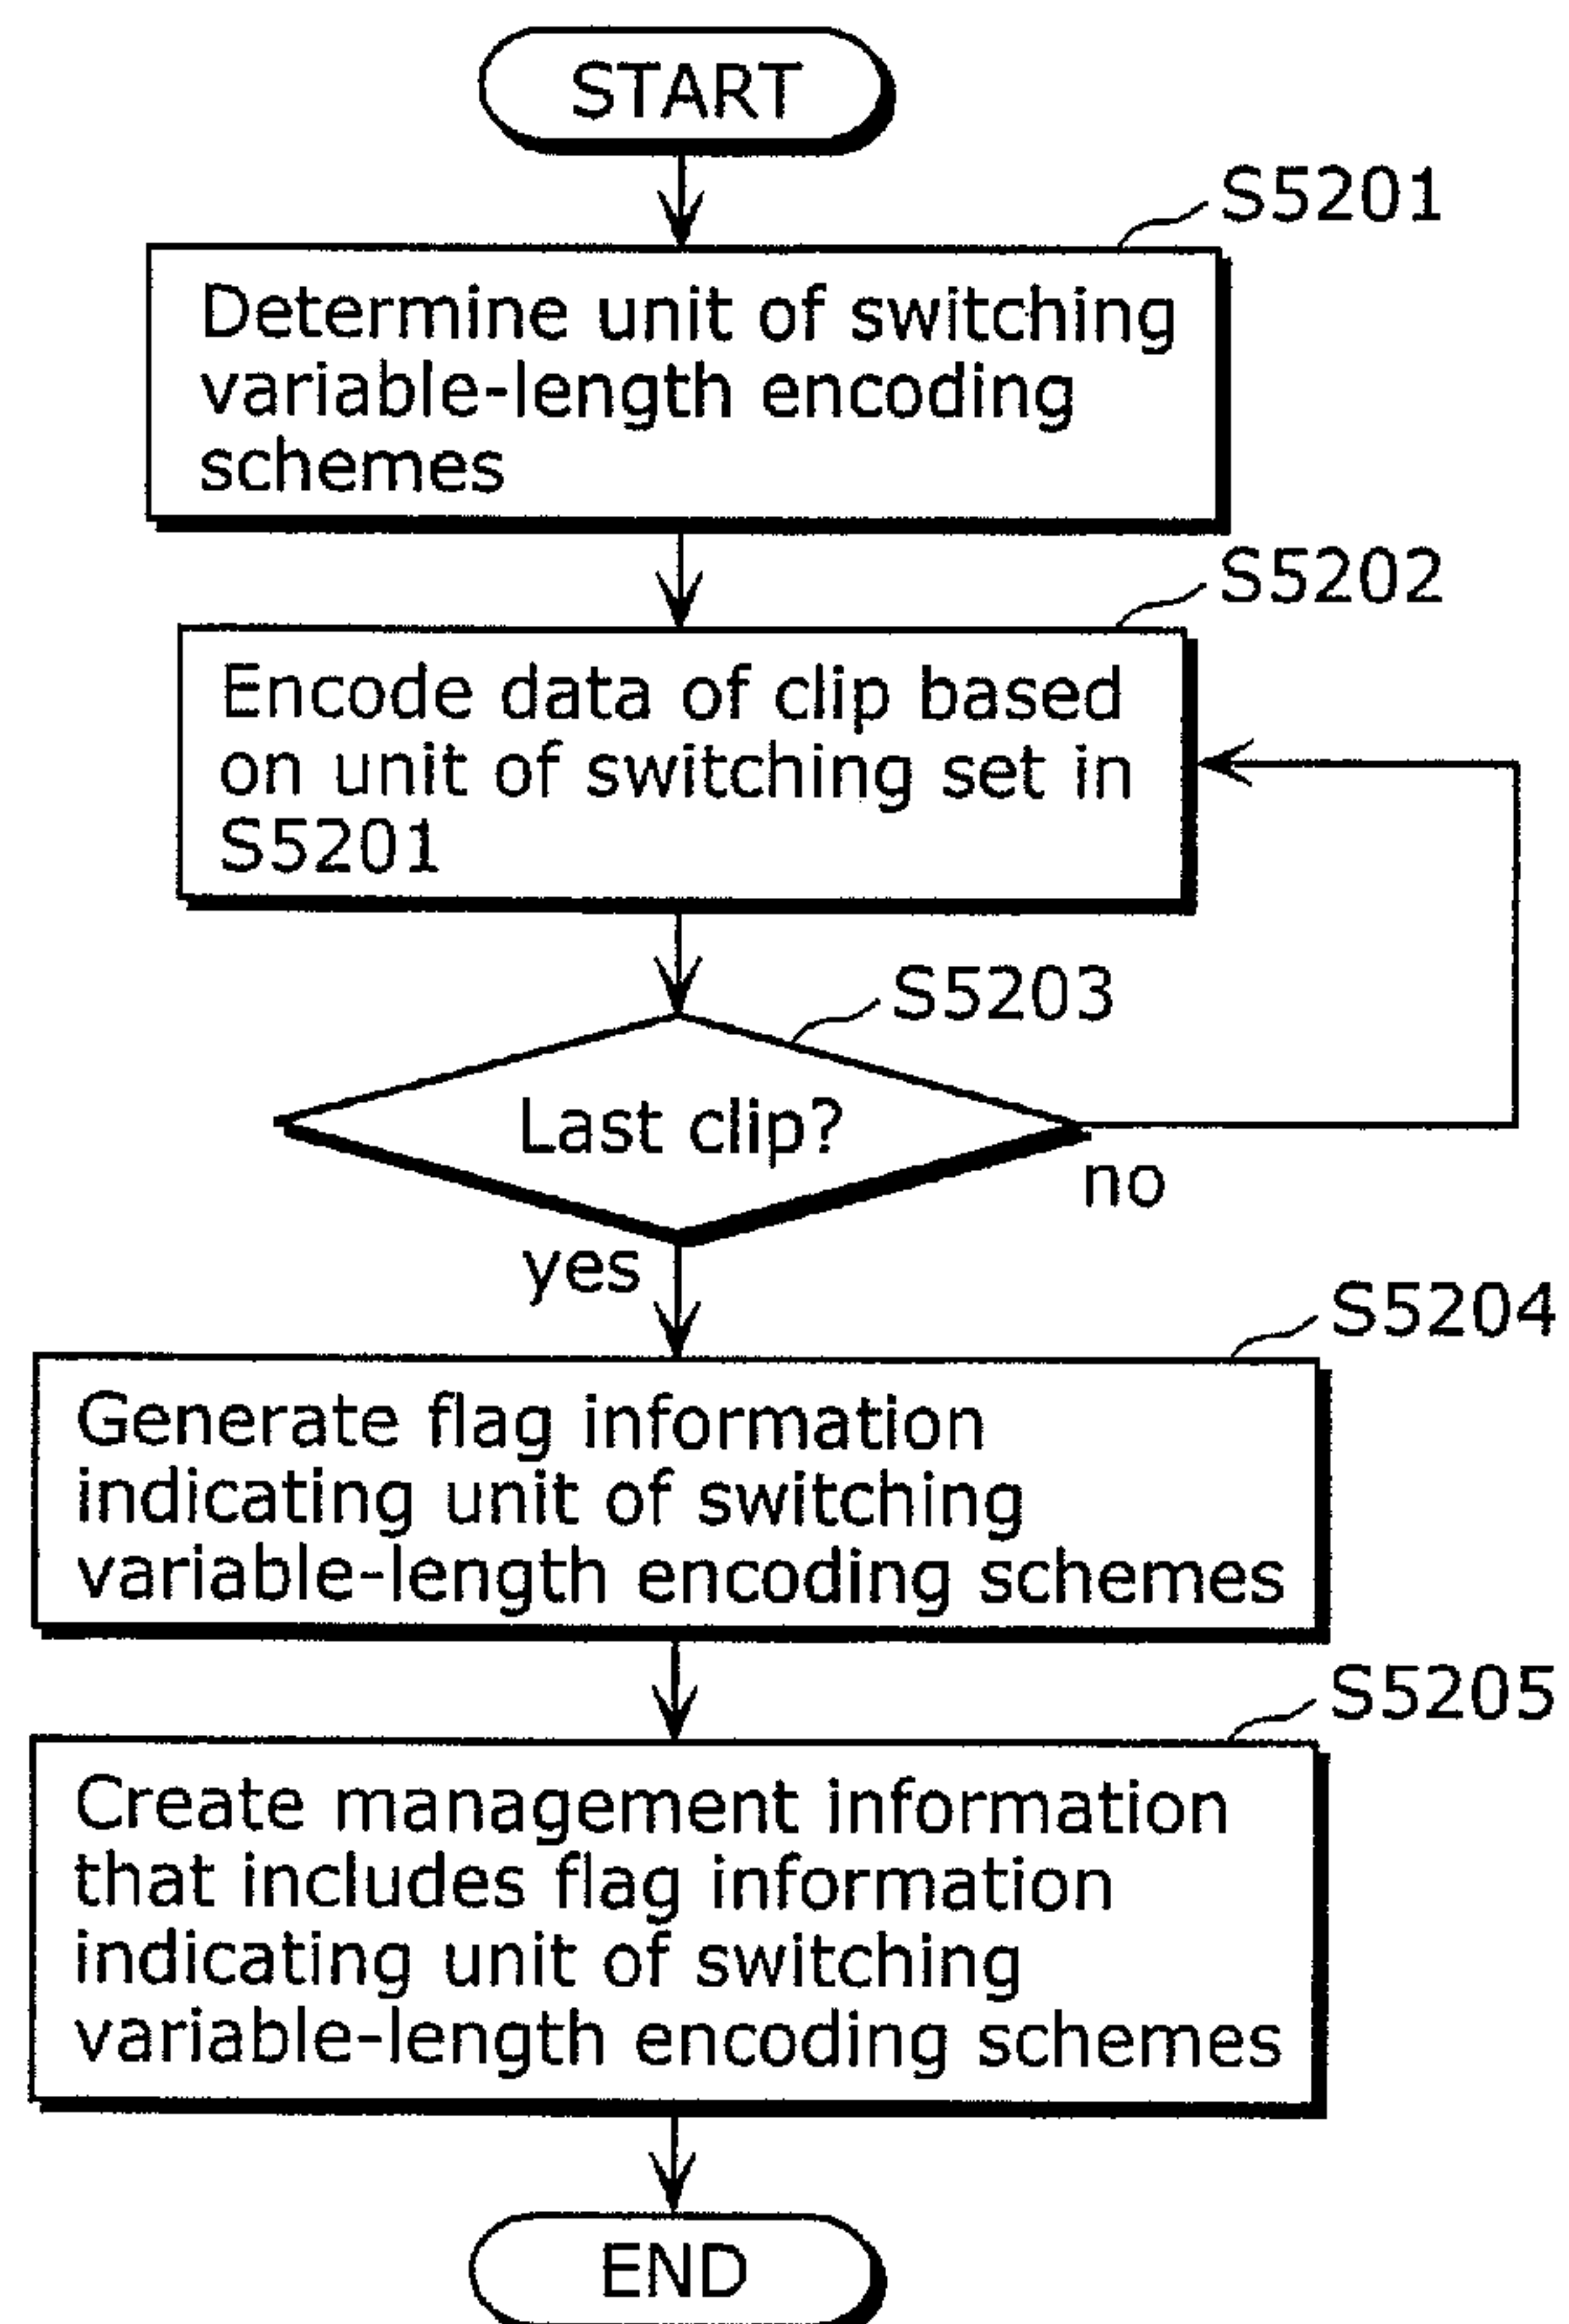 START
S5201
Determine unit of switching
variable-length encoding
schemes
S5202
Encode data of clip based
on unit of switching set in
S5201
S5203
Last clip?
no
yes
S5204
Generate flag information
indicating unit of switching
variable-length encoding schemes
S5205
Create management information
that includes flag information
indicating unit of switching
variable-length encoding schemes
END